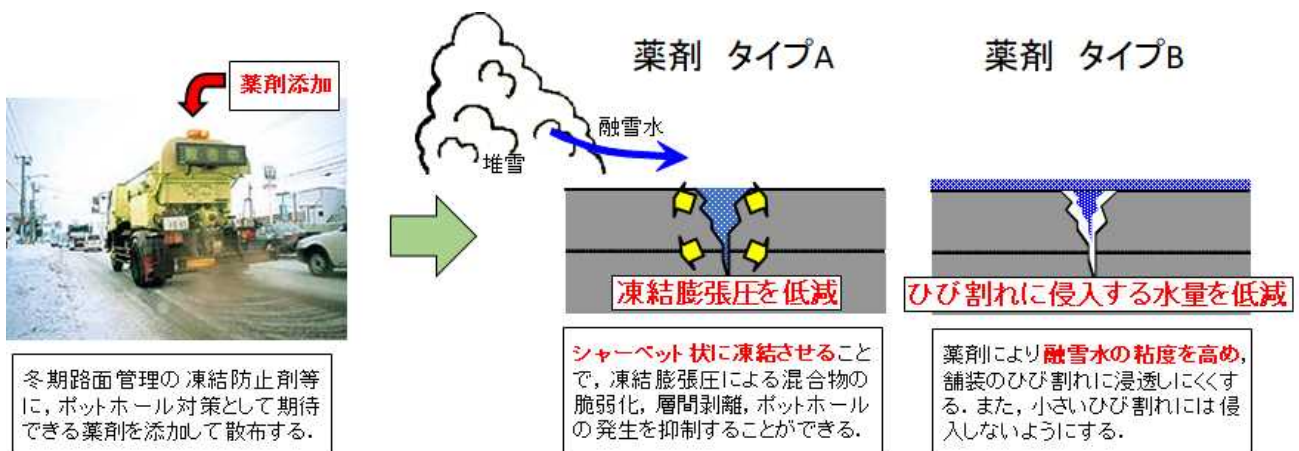 薬剤添加
冬期路面管理の凍結防止剣等
に，ポットホール対策として期待
できる薬剤を添加して散布する．
堆雪
融雪水
薬剤 タイプA
凍結膨張圧を低減
シャーベット状に凍結させること
で，凍結膨張圧による混合物の
脆弱化，層間剥離，ポットホール
の発生を抑制することができる．
薬剤 タイプB
ひび割れに侵入する水量を低減
薬剤により融雪水の粘度を高め，
舗装のひび割れに浸透しにくくす
る．また，小さいひび割れには侵
入しないようにする．